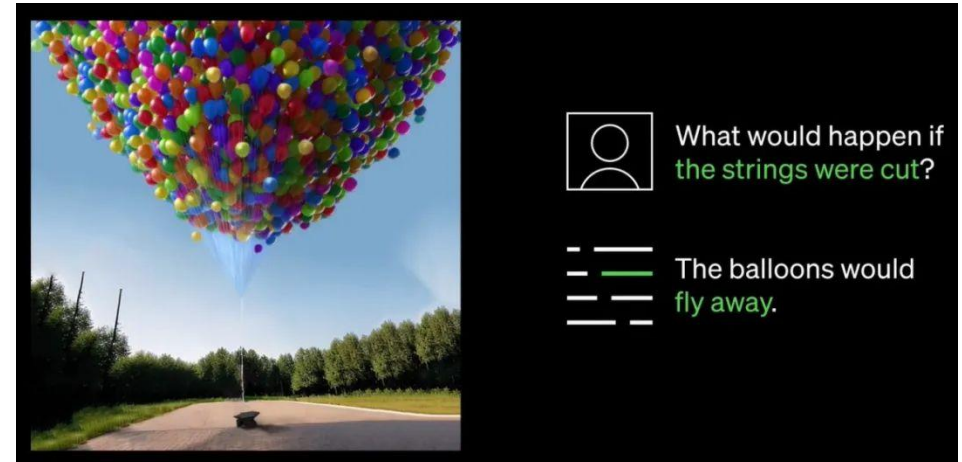 What would happen if
the strings were cut?
The balloons would
fly away.